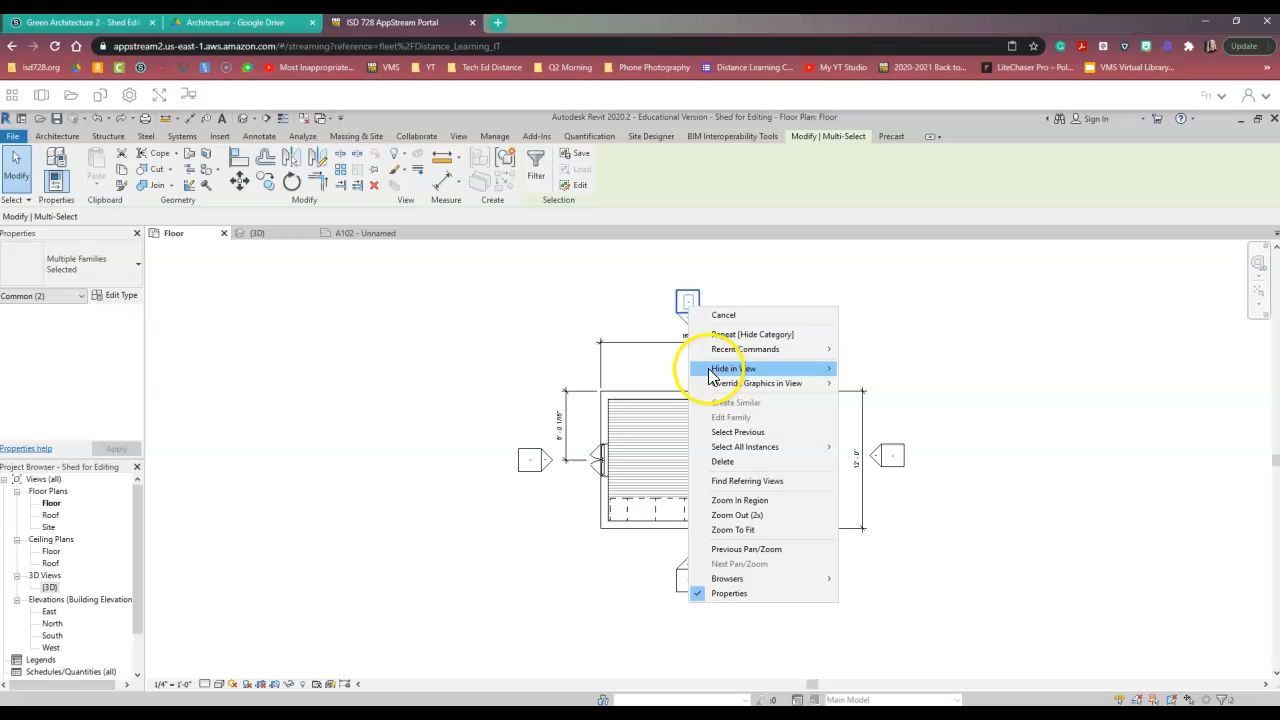 Green Architecture 2 - Shed Edi
Architecture - Google Drive
ISD 728 AppStream Portal
appstream2.us-east-1.aws.amazon.com/#/streaming?reference=fleet%2FDistance_Learning_IT
Update
isd728.org
Most Inappropriate...
VMS
YT
Tech Ed Distance
Q2 Morning
Phone Photography
Distance Learning C...
My YT Studio
2020-2021 Back to...
LiteChaser Pro – Pol...
VMS Virtual Library...
Fn
Autodesk Revit 2020.2 - Educational Version - Shed for Editing - Floor Plan: Floor
Sign In
File Architecture Structure Steel Systems Insert Annotate Analyze Massing & Site Collaborate View Manage Add-Ins Quantification Site Designer BIM Interoperability Tools Modify | Multi-Select Precast
Modify
Paste
Cope
Cut
Join
Filter
Save
Edit
Select Properties Clipboard Geometry Modify View Measure Create Selection
Modify | Multi-Select
Properties
Floor
{3D}
A102 - Unnamed
Multiple Families
Selected
Common (2)
Edit Type
Properties help
Apply
Project Browser - Shed for Editing
Views (all)
Floor Plans
Floor
Roof
Site
Ceiling Plans
Floor
Roof
3D Views
{3D}
Elevations (Building Elevation
East
North
South
West
Legends
Schedules/Quantities (all)
6' - 0 1/16"
12' - 0"
Cancel
Repeat [Hide Category]
Recent Commands
Hide in View
Override Graphics in View
Create Similar
Edit Family
Select Previous
Select All Instances
Delete
Find Referring Views
Zoom In Region
Zoom Out (2x)
Zoom To Fit
Previous Pan/Zoom
Next Pan/Zoom
Browsers
Properties
1/4" = 1'-0"
:0
Main Model
:2